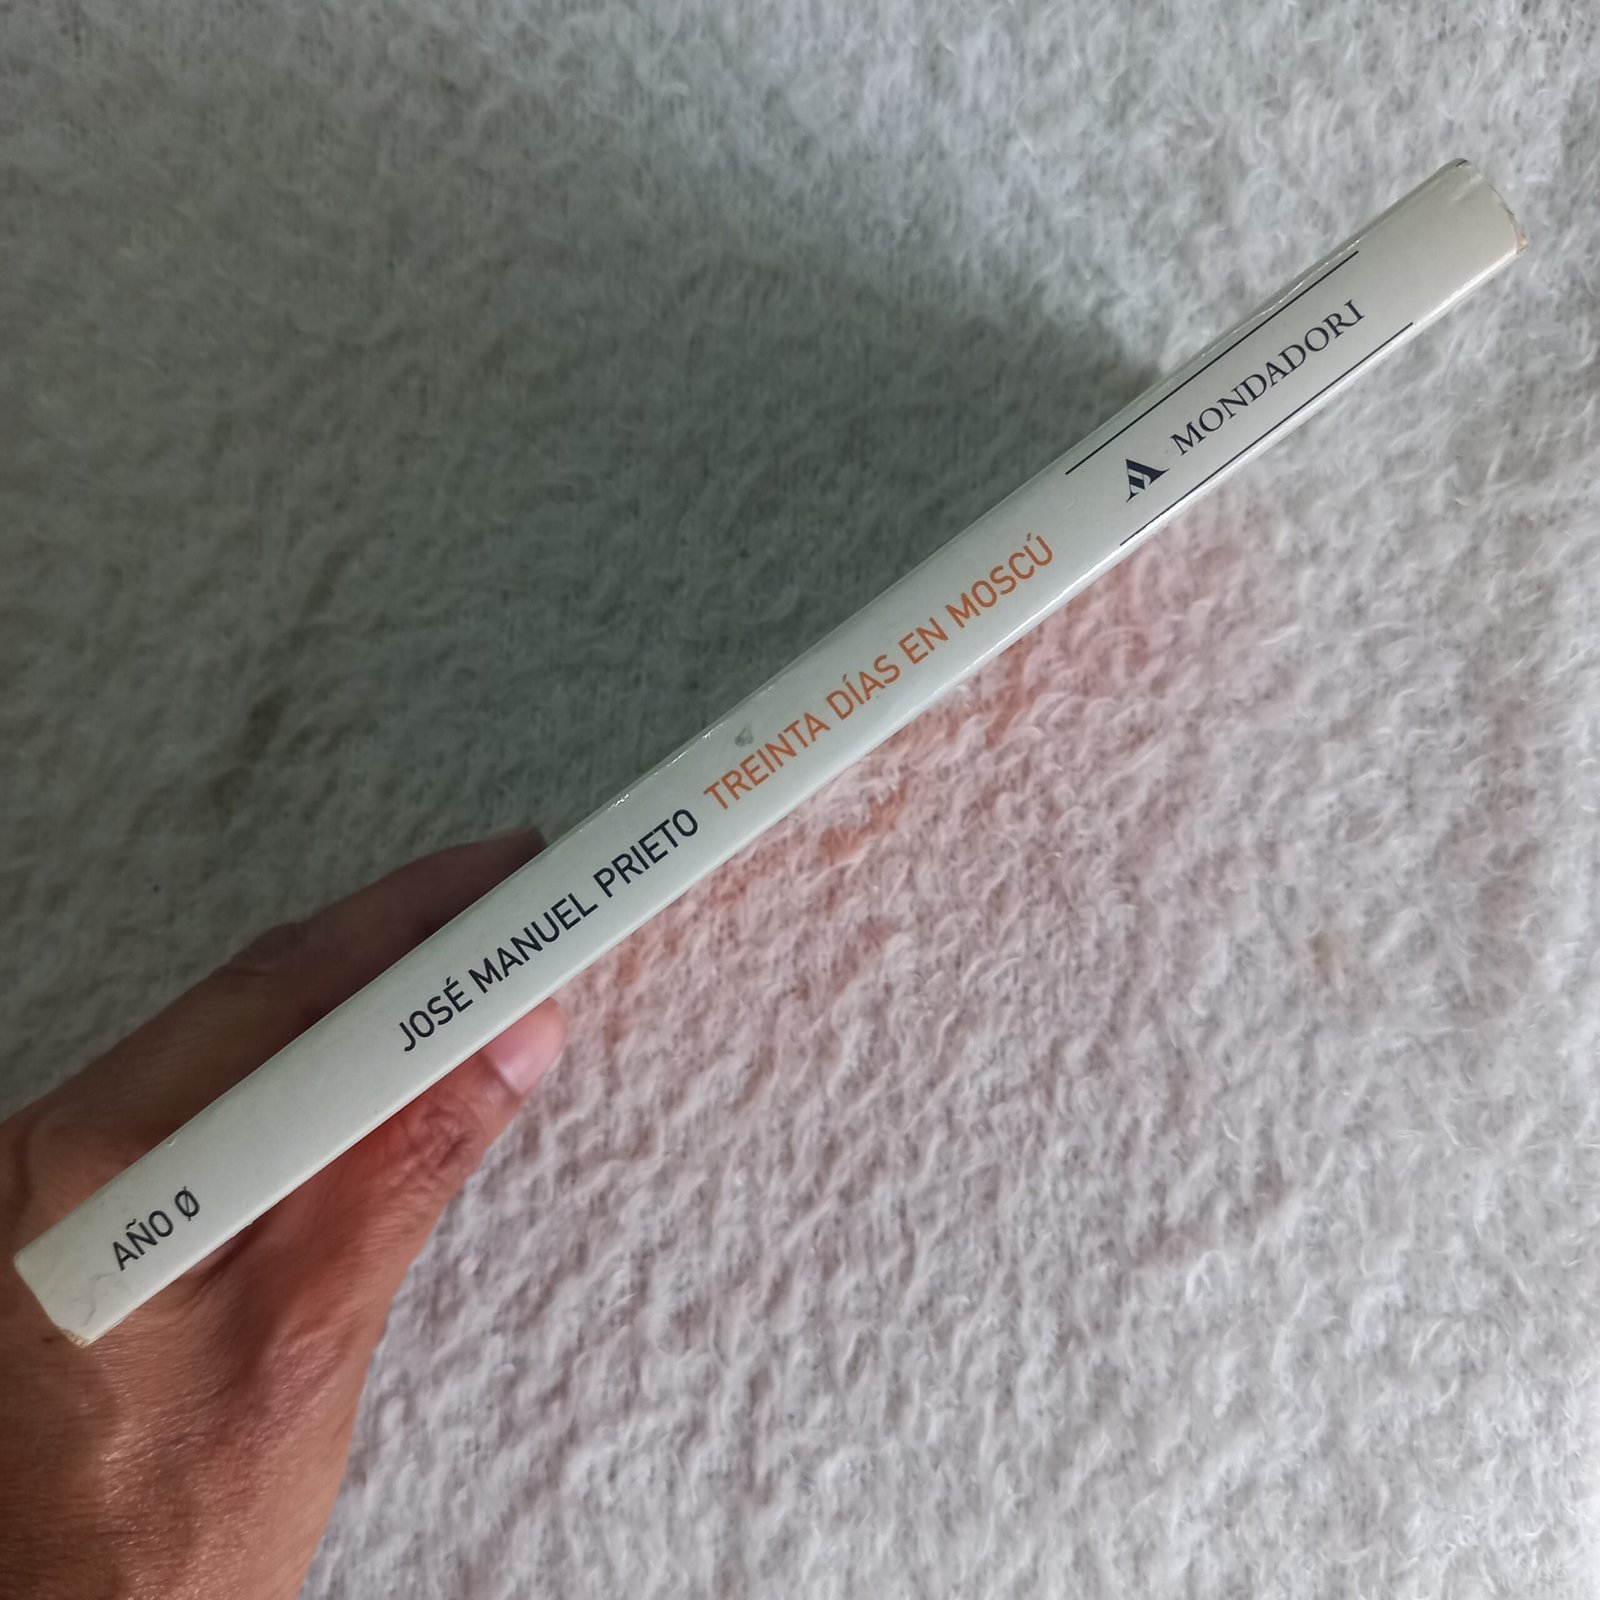 AÑO Ø
JOSÉ MANUEL PRIETO TREINTA DÍAS EN MOSCÚ
MONDADORI